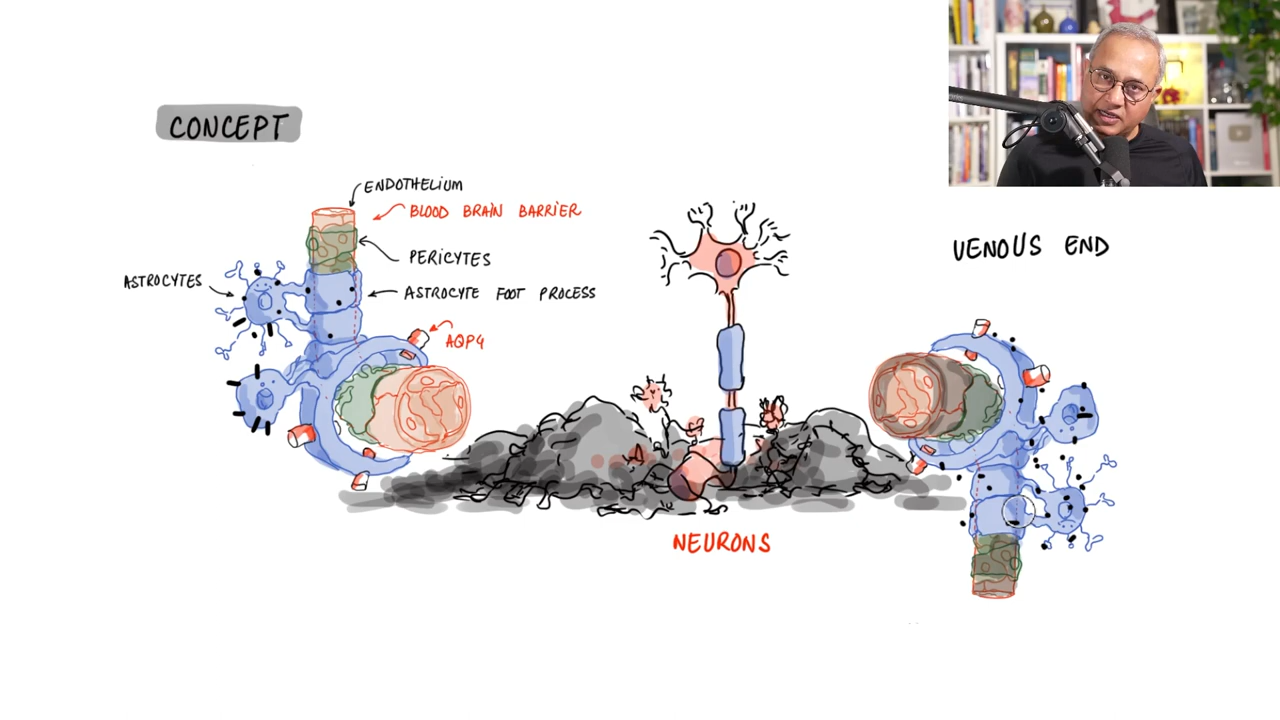 CONCEPT
ENDOTHELIUM
BLOOD BRAIN BARRIER
PERICYTES
ASTROCYTES
ASTROCYTE FOOT PROCESS
AQP4
VENOUS END
NEURONS